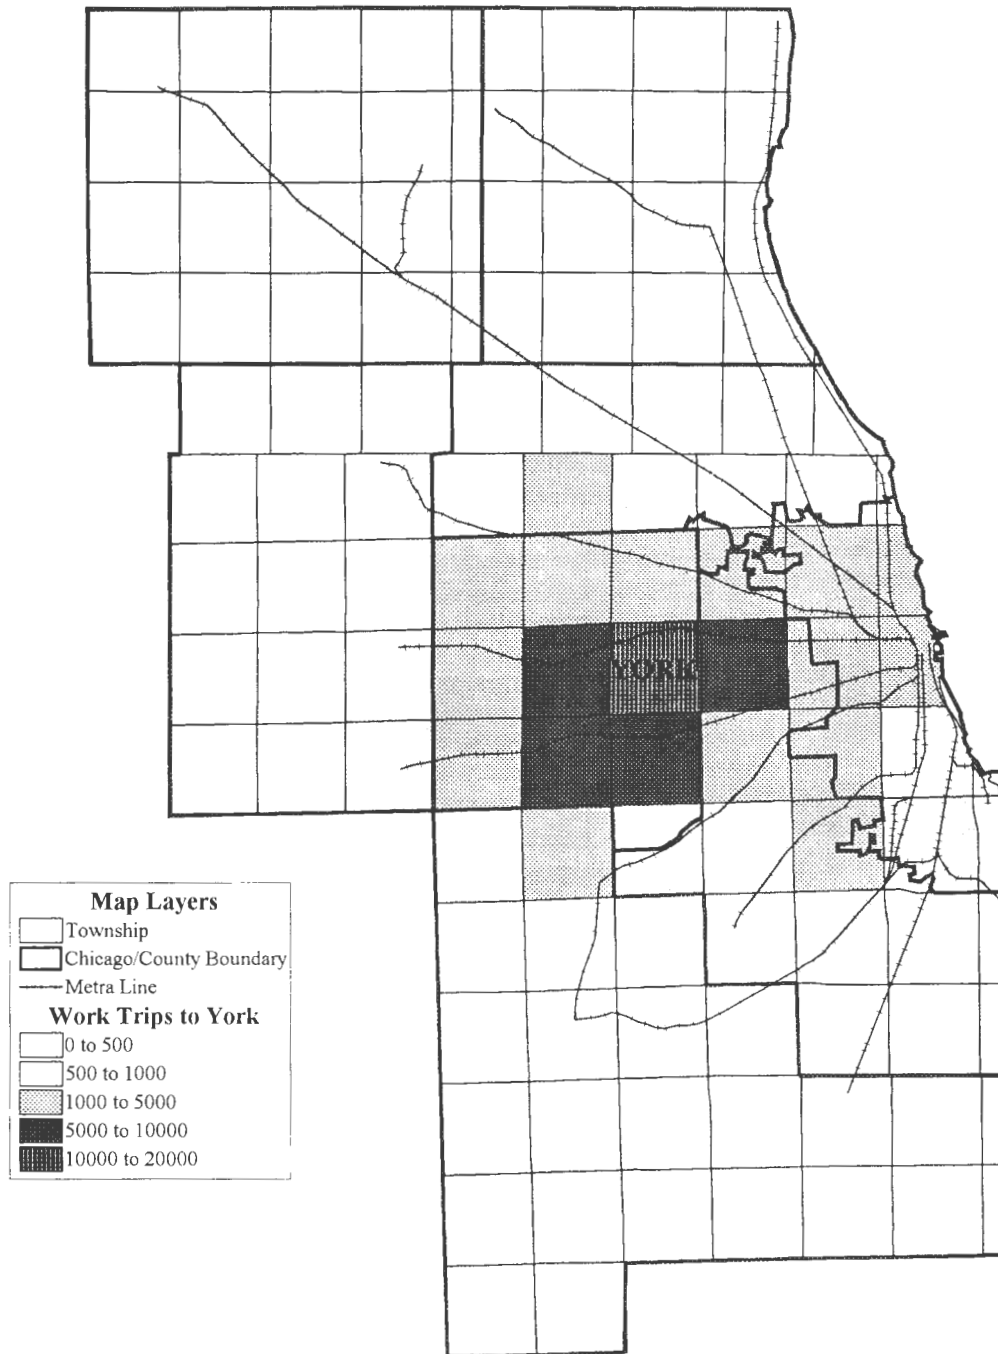 YORK
Map Layers
Township
Chicago/County Boundary
Metra Line
Work Trips to York
0 to 500
500 to 1000
1000 to 5000
5000 to 10000
10000 to 20000